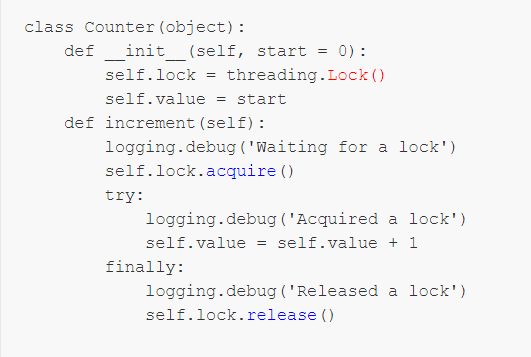 class Counter(object):
    def __init__(self, start = 0):
        self.lock = threading.Lock()
        self.value = start
    def increment(self):
        logging.debug('Waiting for a lock')
        self.lock.acquire()
        try:
            logging.debug('Acquired a lock')
            self.value = self.value + 1
        finally:
            logging.debug('Released a lock')
            self.lock.release()